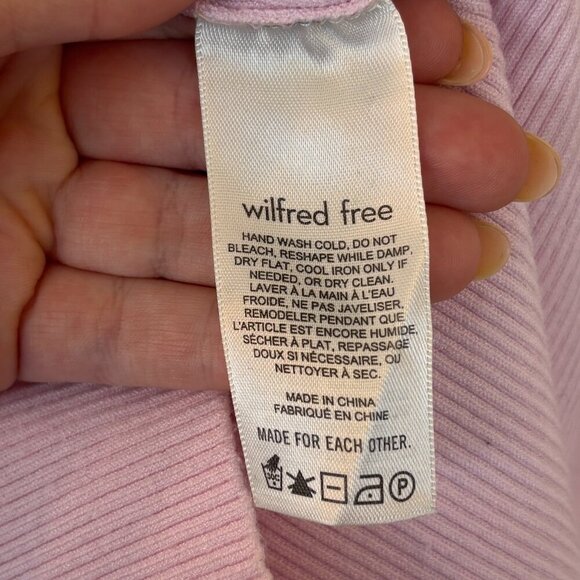 wilfred free
HAND WASH COLD, DO NOT
BLEACH, RESHAPE WHILE DAMP.
DRY FLAT, COOL IRON ONLY IF
NEEDED, OR DRY CLEAN.
LAVER À LA MAIN À L'EAU
FROIDE, NE PAS JAVELISER,
REMODELER PENDANT QUE
L'ARTICLE EST ENCORE HUMIDE,
SÉCHER À PLAT, REPASSAGE
DOUX SI NÉCESSAIRE, OU
NETTOYER À SEC.
MADE IN CHINA
FABRIQUÉ EN CHINE
MADE FOR EACH OTHER.
30C P